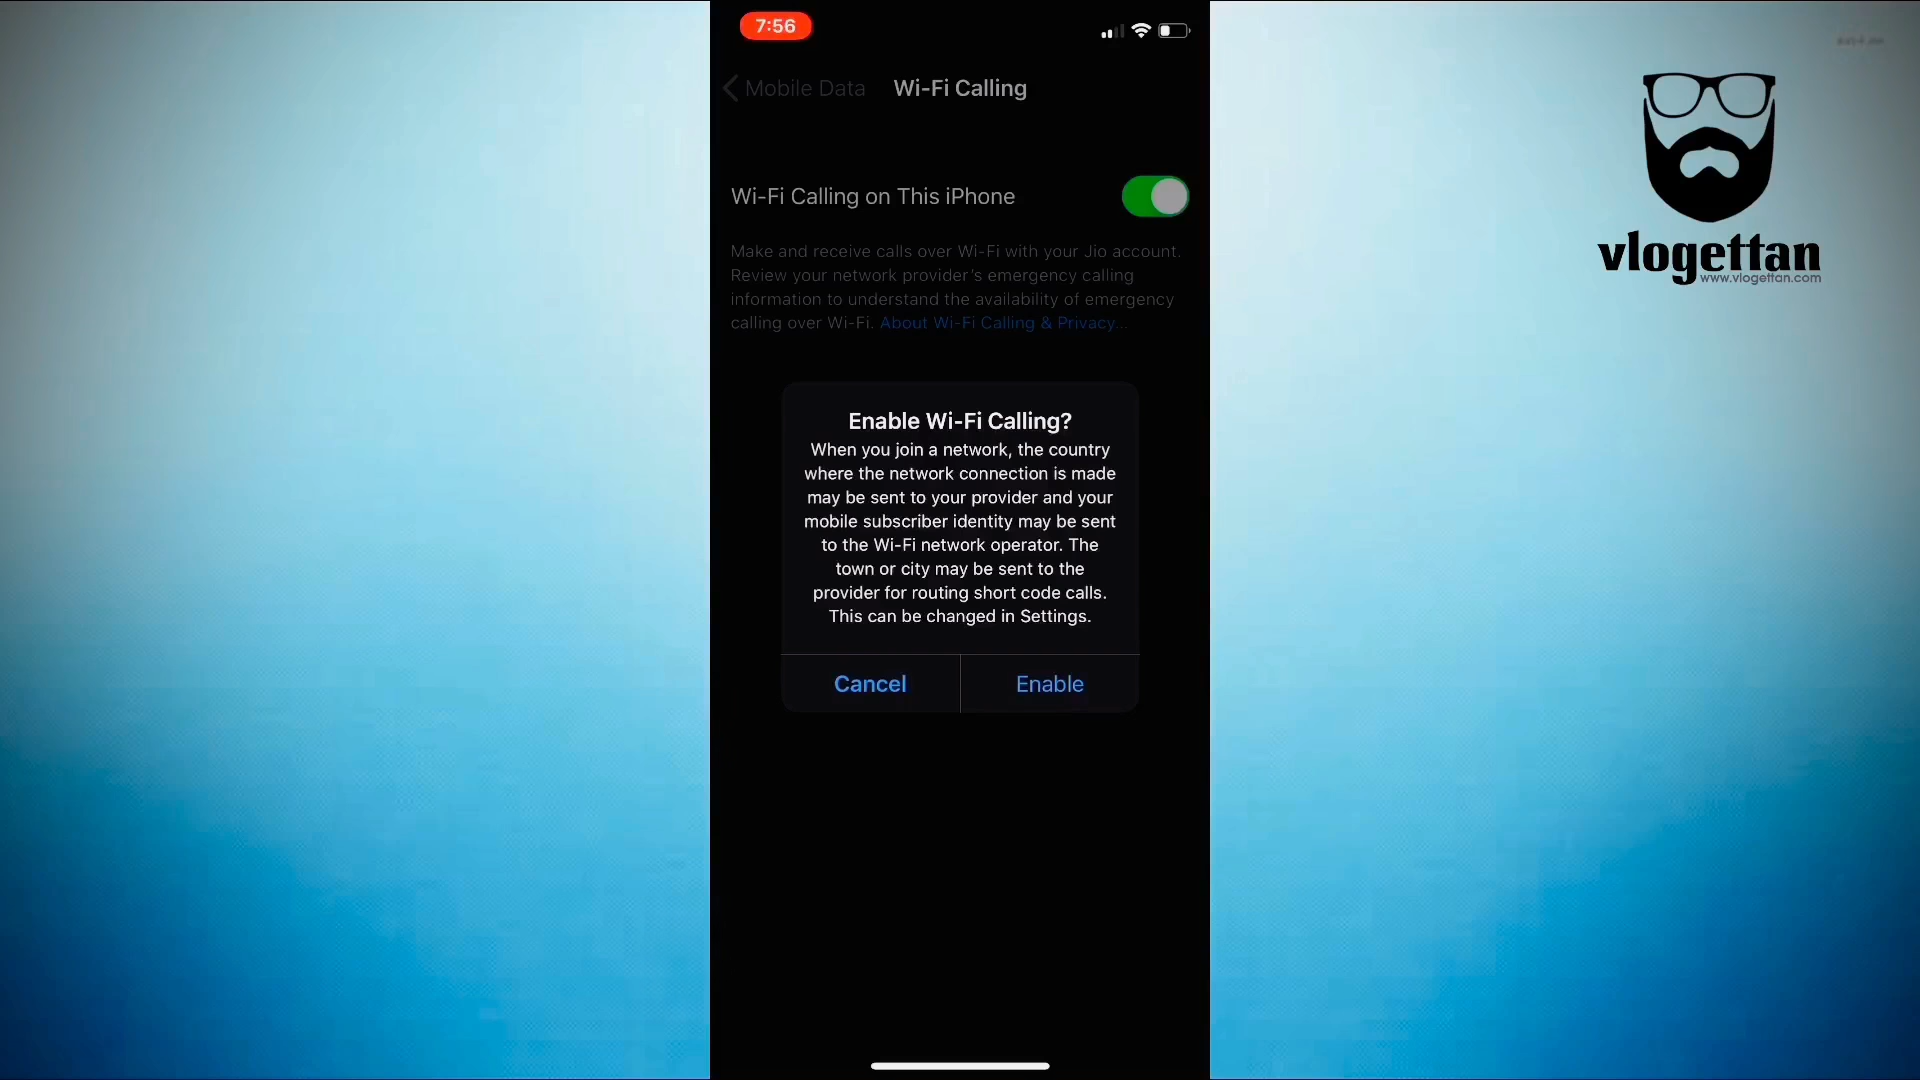 7:56
Mobile Data
Wi-Fi Calling
Wi-Fi Calling on This iPhone
Make and receive calls over Wi-Fi with your Jio account.
Review your network provider's emergency calling
information to understand the availability of emergency
calling over Wi-Fi. About Wi-Fi Calling & Privacy...
Enable Wi-Fi Calling?
When you join a network, the country
where the network connection is made
may be sent to your provider and your
mobile subscriber identity may be sent
to the Wi-Fi network operator. The
town or city may be sent to the
provider for routing short code calls.
This can be changed in Settings.
Cancel
Enable
vlogettan
www.vlogettan.com